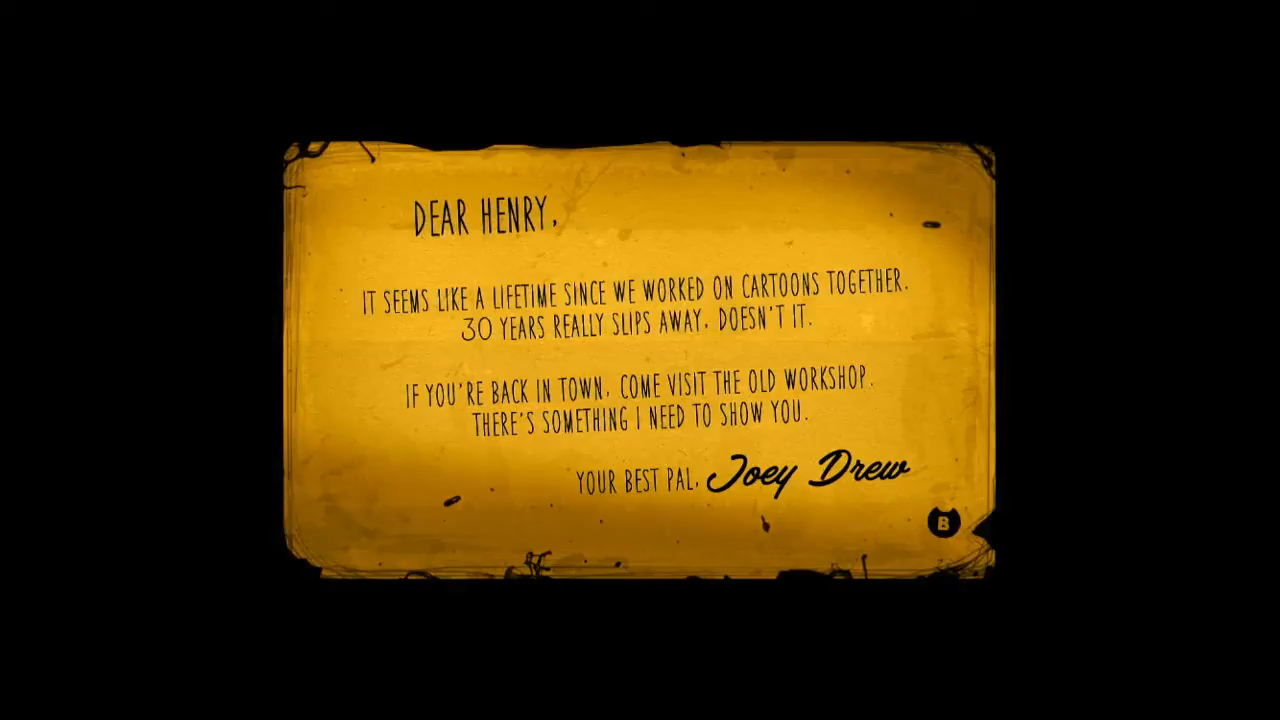 DEAR HENRY,
IT SEEMS LIKE A LIFETIME SINCE WE WORKED ON CARTOONS TOGETHER.
30 YEARS REALLY SLIPS AWAY, DOESN'T IT.
IF YOU'RE BACK IN TOWN, COME VISIT THE OLD WORKSHOP.
THERE'S SOMETHING I NEED TO SHOW YOU.
YOUR BEST PAL, Joey Drew
B